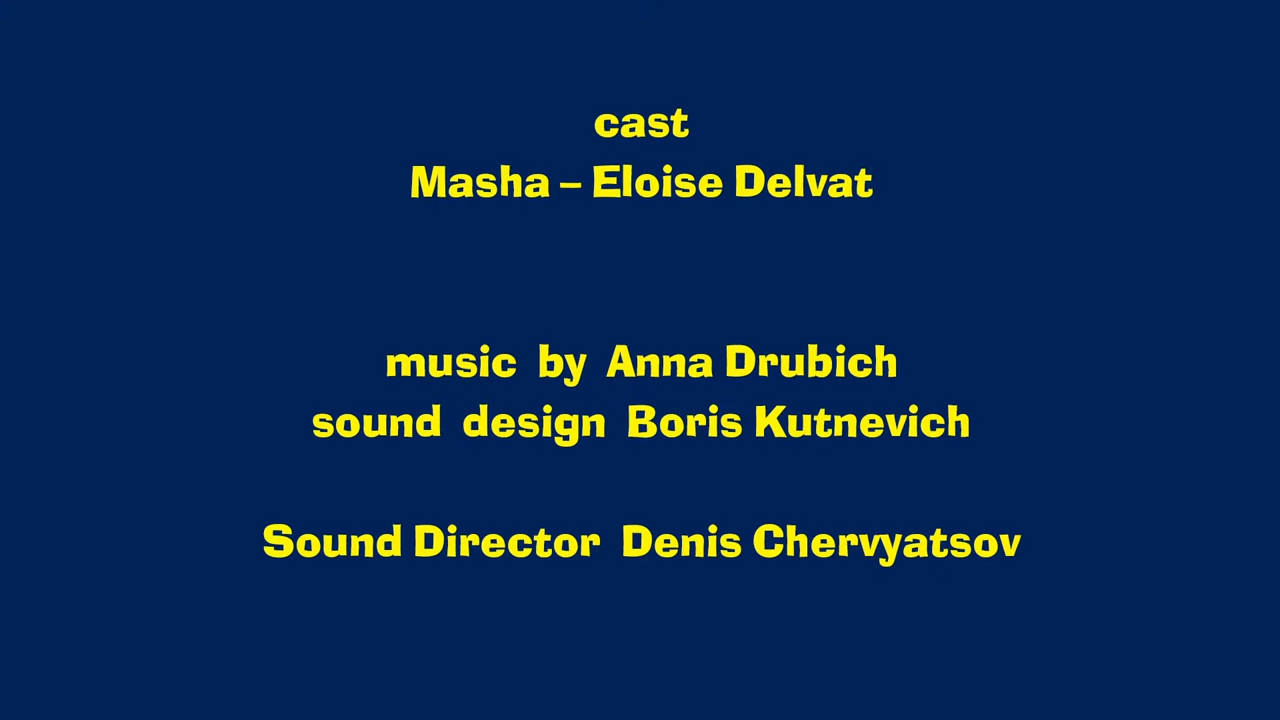 cast
Masha – Eloise Delvat
music by Anna Drubich
sound design Boris Kutnevich
Sound Director Denis Chervyatsov